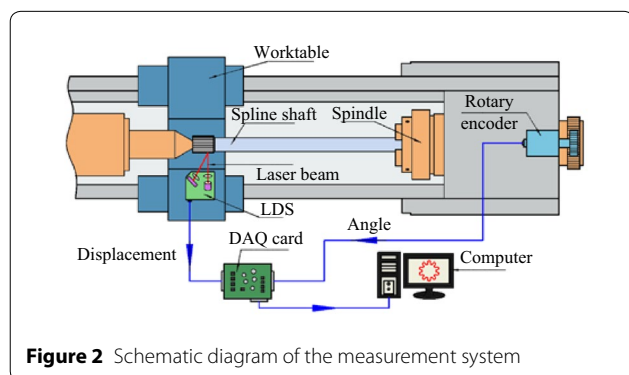 Worktable
Spline shaft
Spindle
Rotary
encoder
Laser beam
LDS
Displacement
DAQ card
Angle
Computer
Figure 2 Schematic diagram of the measurement system